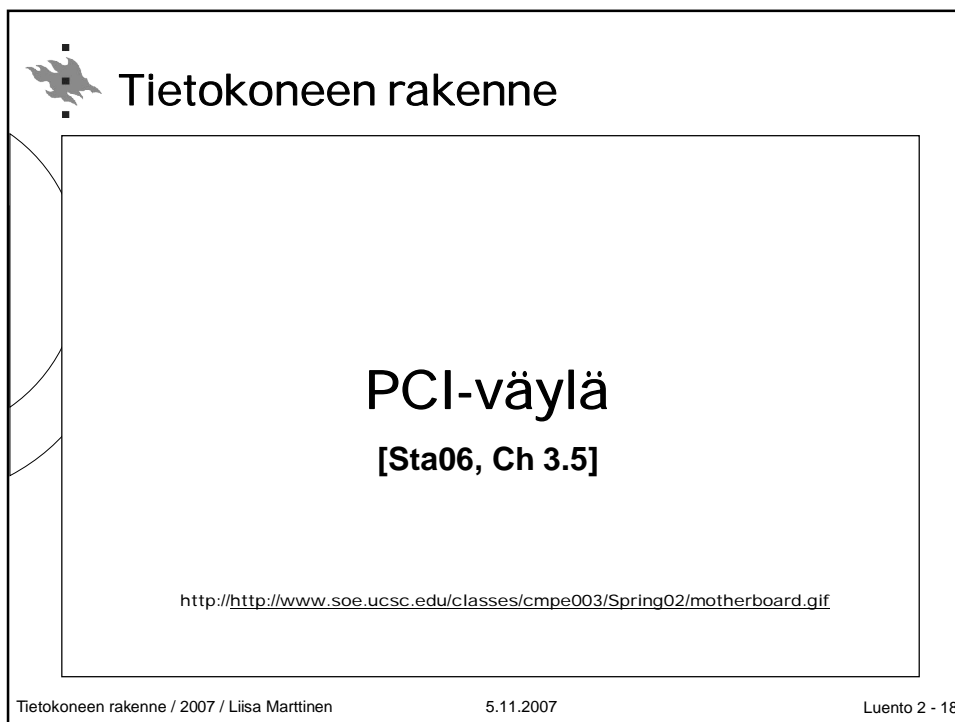 Tietokoneen rakenne
PCI-väylä
[Sta06, Ch 3.5]
http://http://www.soe.ucsc.edu/classes/cmpe003/Spring02/motherboard.gif
Tietokoneen rakenne / 2007 / Liisa Marttinen 5.11.2007 Luento 2 - 18